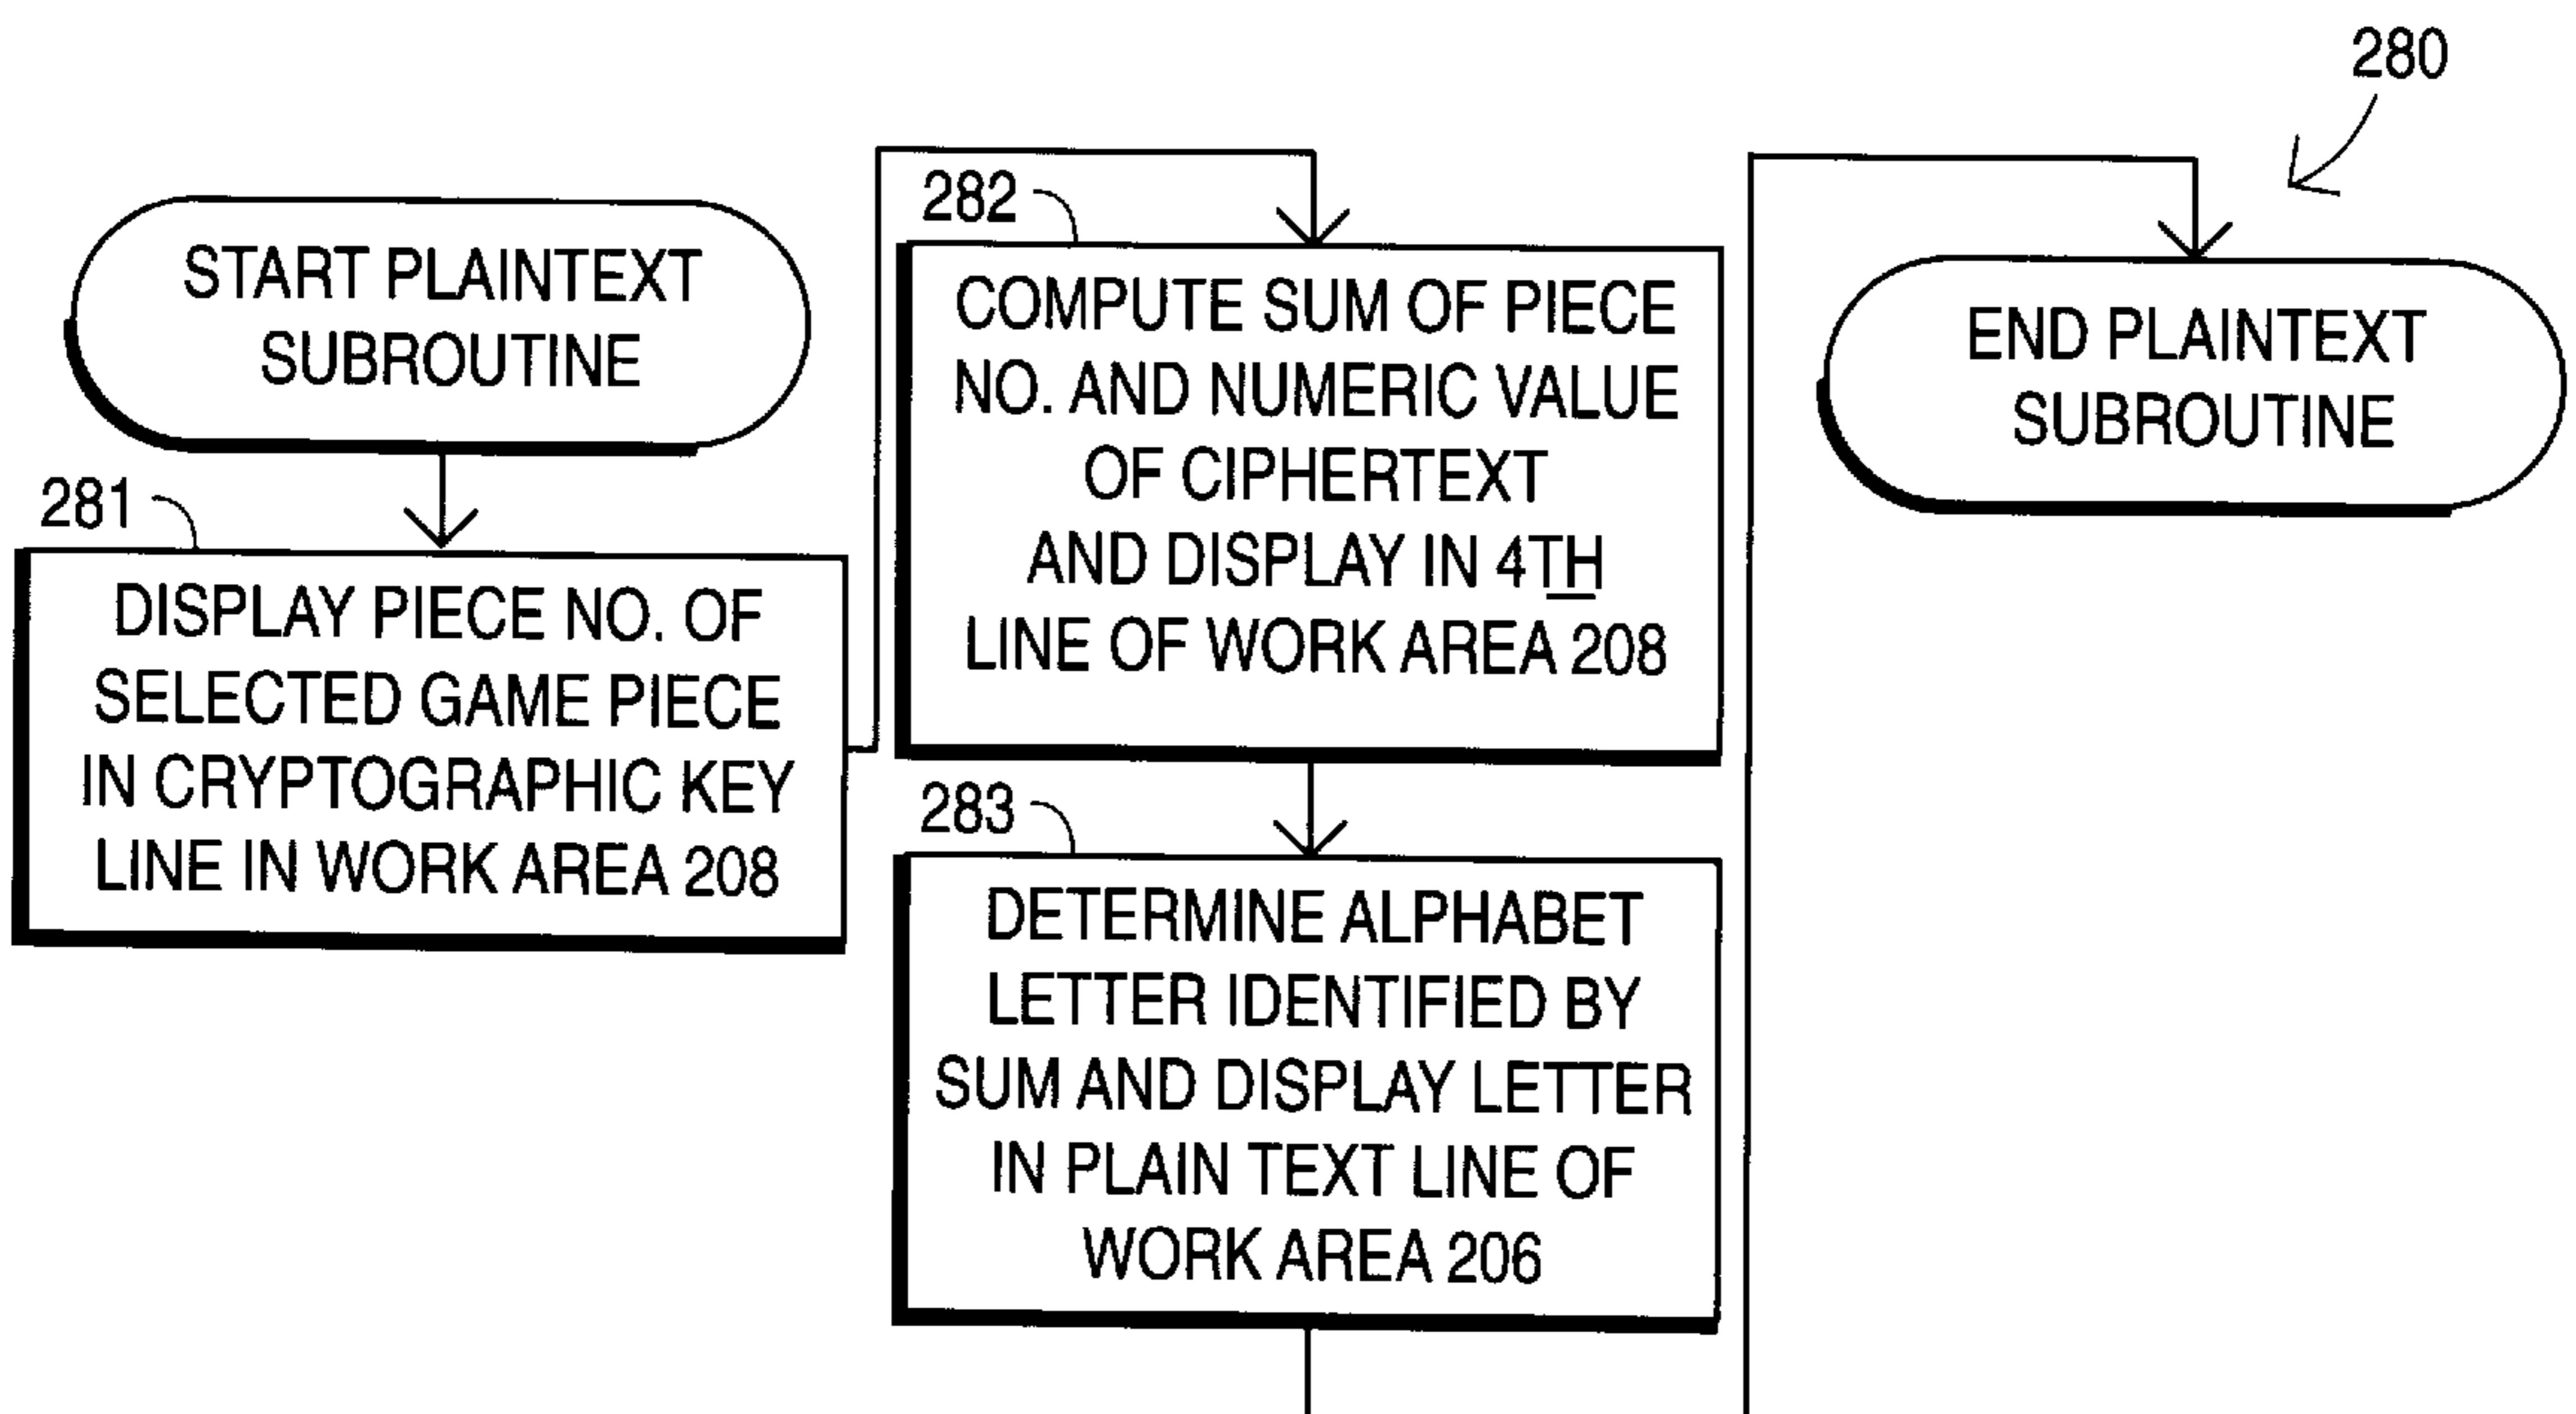 280
START PLAINTEXT
SUBROUTINE
281
DISPLAY PIECE NO. OF
SELECTED GAME PIECE
IN CRYPTOGRAPHIC KEY
LINE IN WORK AREA 208
282
COMPUTE SUM OF PIECE
NO. AND NUMERIC VALUE
OF CIPHERTEXT
AND DISPLAY IN 4TH
LINE OF WORK AREA 208
283
DETERMINE ALPHABET
LETTER IDENTIFIED BY
SUM AND DISPLAY LETTER
IN PLAIN TEXT LINE OF
WORK AREA 206
END PLAINTEXT
SUBROUTINE